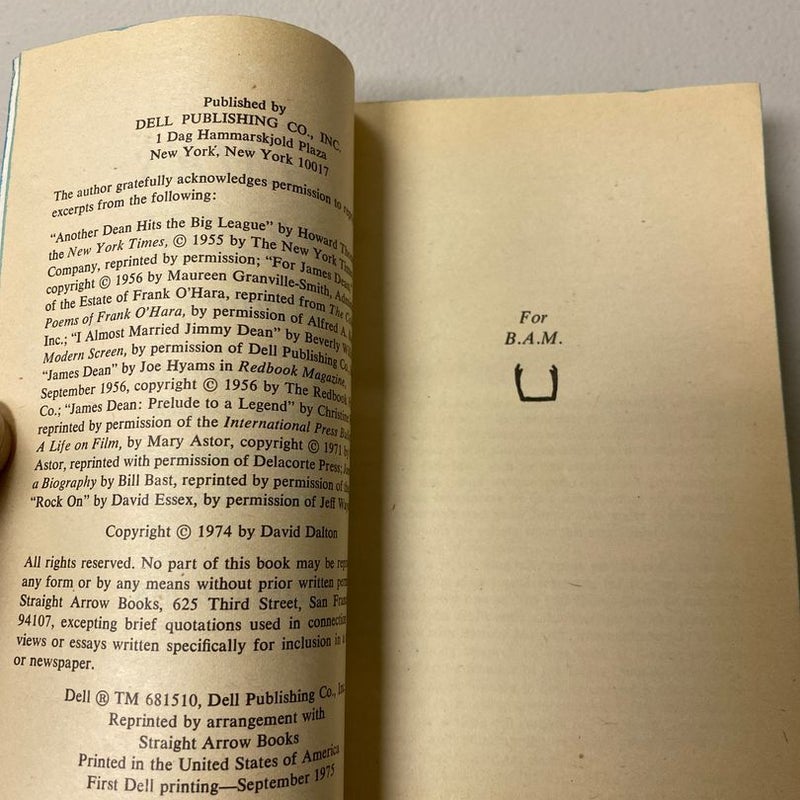 Published by
DELL PUBLISHING CO., INC.
1 Dag Hammarskjold Plaza
New York, New York 10017
The author gratefully acknowledges permission to
excerpts from the following:
"Another Dean Hits the Big League" by Howard
the New York Times, © 1955 by The New York
Company, reprinted by permission; "For James Dean"
copyright © 1956 by Maureen Granville-Smith,
of the Estate of Frank O'Hara, reprinted from The
Poems of Frank O'Hara, by permission of Alfred A.
Inc.; "I Almost Married Jimmy Dean" by Beverly
Modern Screen, by permission of Dell Publishing Co.
"James Dean" by Joe Hyams in Redbook Magazine,
September 1956, copyright © 1956 by The Redbook
Co.; "James Dean: Prelude to a Legend" by
reprinted by permission of the International Press
A Life on Film, by Mary Astor, copyright © 1971
Astor, reprinted with permission of Delacorte Press;
a Biography by Bill Bast, reprinted by permission of
"Rock On" by David Essex, by permission of Jeff
Copyright © 1974 by David Dalton
All rights reserved. No part of this book may be
any form or by any means without prior written
Straight Arrow Books, 625 Third Street, San
94107, excepting brief quotations used in
views or essays written specifically for inclusion in
or newspaper.
Dell ® TM 681510, Dell Publishing Co., Inc.
Reprinted by arrangement with
Straight Arrow Books
Printed in the United States of America
First Dell printing—September 1975
For
B.A.M.